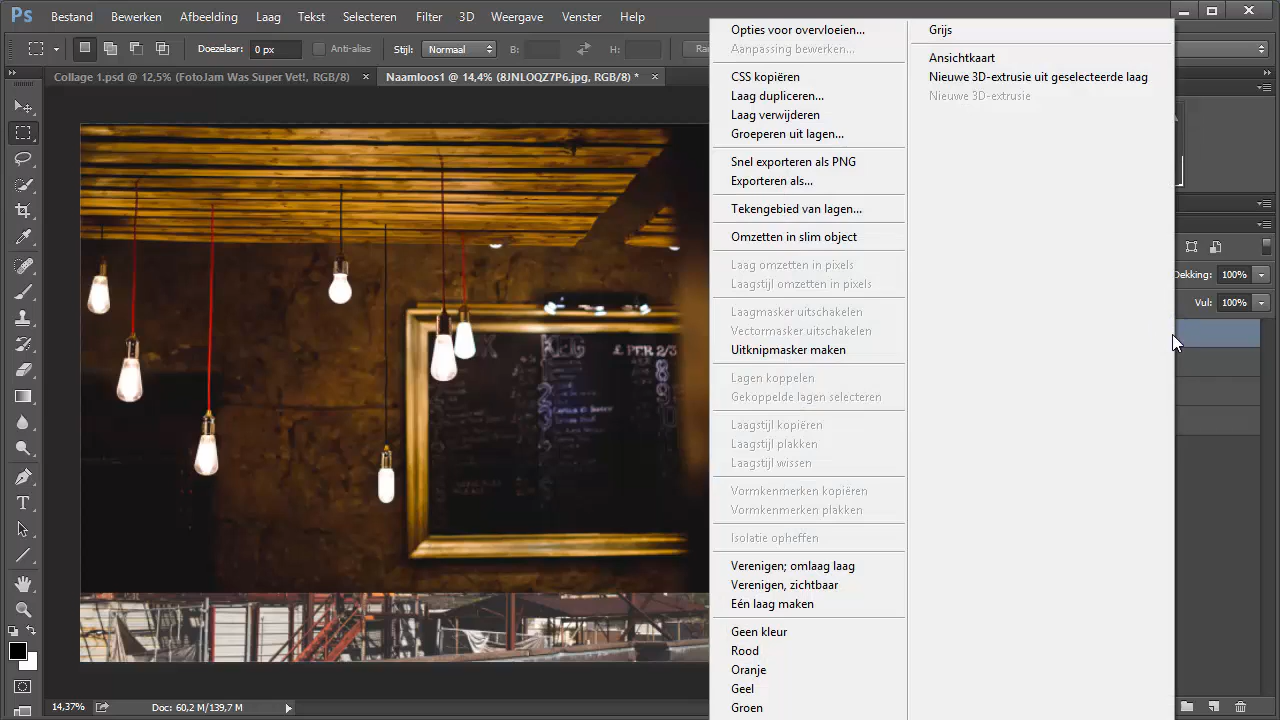 Ps Bestand Bewerken Afbeelding Laag Tekst Selecteren Filter 3D Weergave Venster Help
Doezelaar: 0 px Anti-alias Stijl: Normaal B: H:
Collage 1.psd @ 12,5% (FotoJam Was Super Vet!, RGB/8) × Naamloos1 @ 14,4% (8JNLOQZ7P6.jpg, RGB/8) * ×
Opties voor overvloeien...
Aanpassing bewerken...
CSS kopiëren
Laag dupliceren...
Laag verwijderen
Groeperen uit lagen...
Snel exporteren als PNG
Exporteren als...
Tekengebied van lagen...
Omzetten in slim object
Laag omzetten in pixels
Laagstijl omzetten in pixels
Laagmasker uitschakelen
Vectormasker uitschakelen
Uitknipmasker maken
Lagen koppelen
Gekoppelde lagen selecteren
Laagstijl kopiëren
Laagstijl plakken
Laagstijl wissen
Vormkenmerken kopiëren
Vormkenmerken plakken
Isolatie opheffen
Verenigen; omlaag laag
Verenigen, zichtbaar
Eén laag maken
Geen kleur
Rood
Oranje
Geel
Groen
Grijs
Ansichtkaart
Nieuwe 3D-extrusie uit geselecteerde laag
Nieuwe 3D-extrusie
Dekking: 100%
Vul: 100%
£ PER 2/3
14,37% Doc: 60,2 M/139,7 M